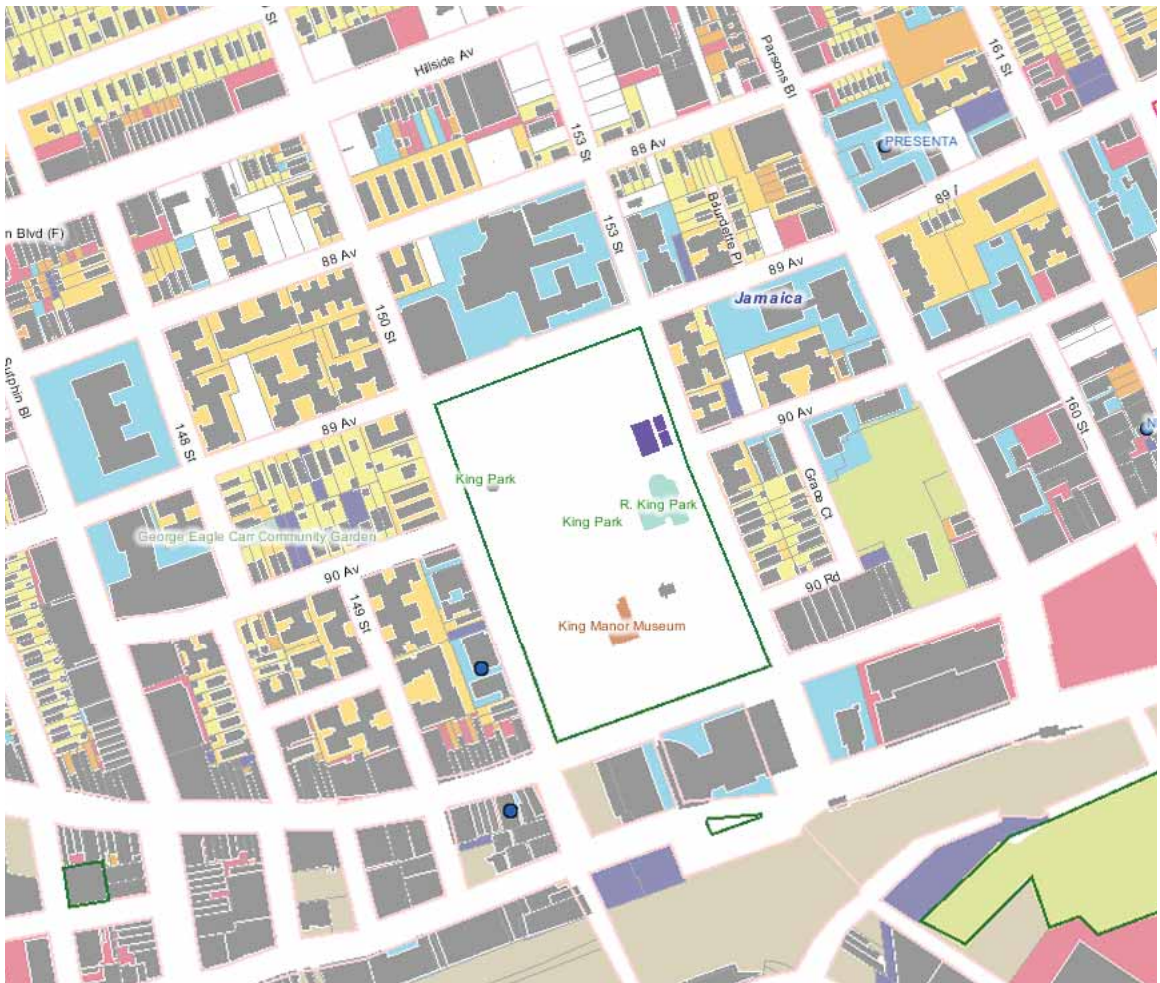 Hillside Av
Parsons Bl
161 St
153 St
88 Av
PRESENTA
Baurdette Pl
n Blvd (F)
88 Av
153 St
89 Av
Jamaica
150 St
Sutphin Bl
160 St
148 St
89 Av
90 Av
King Park
Grace Ct
R. King Park
King Park
George Eagle Carr Community Garden
90 Av
90 Rd
149 St
King Manor Museum